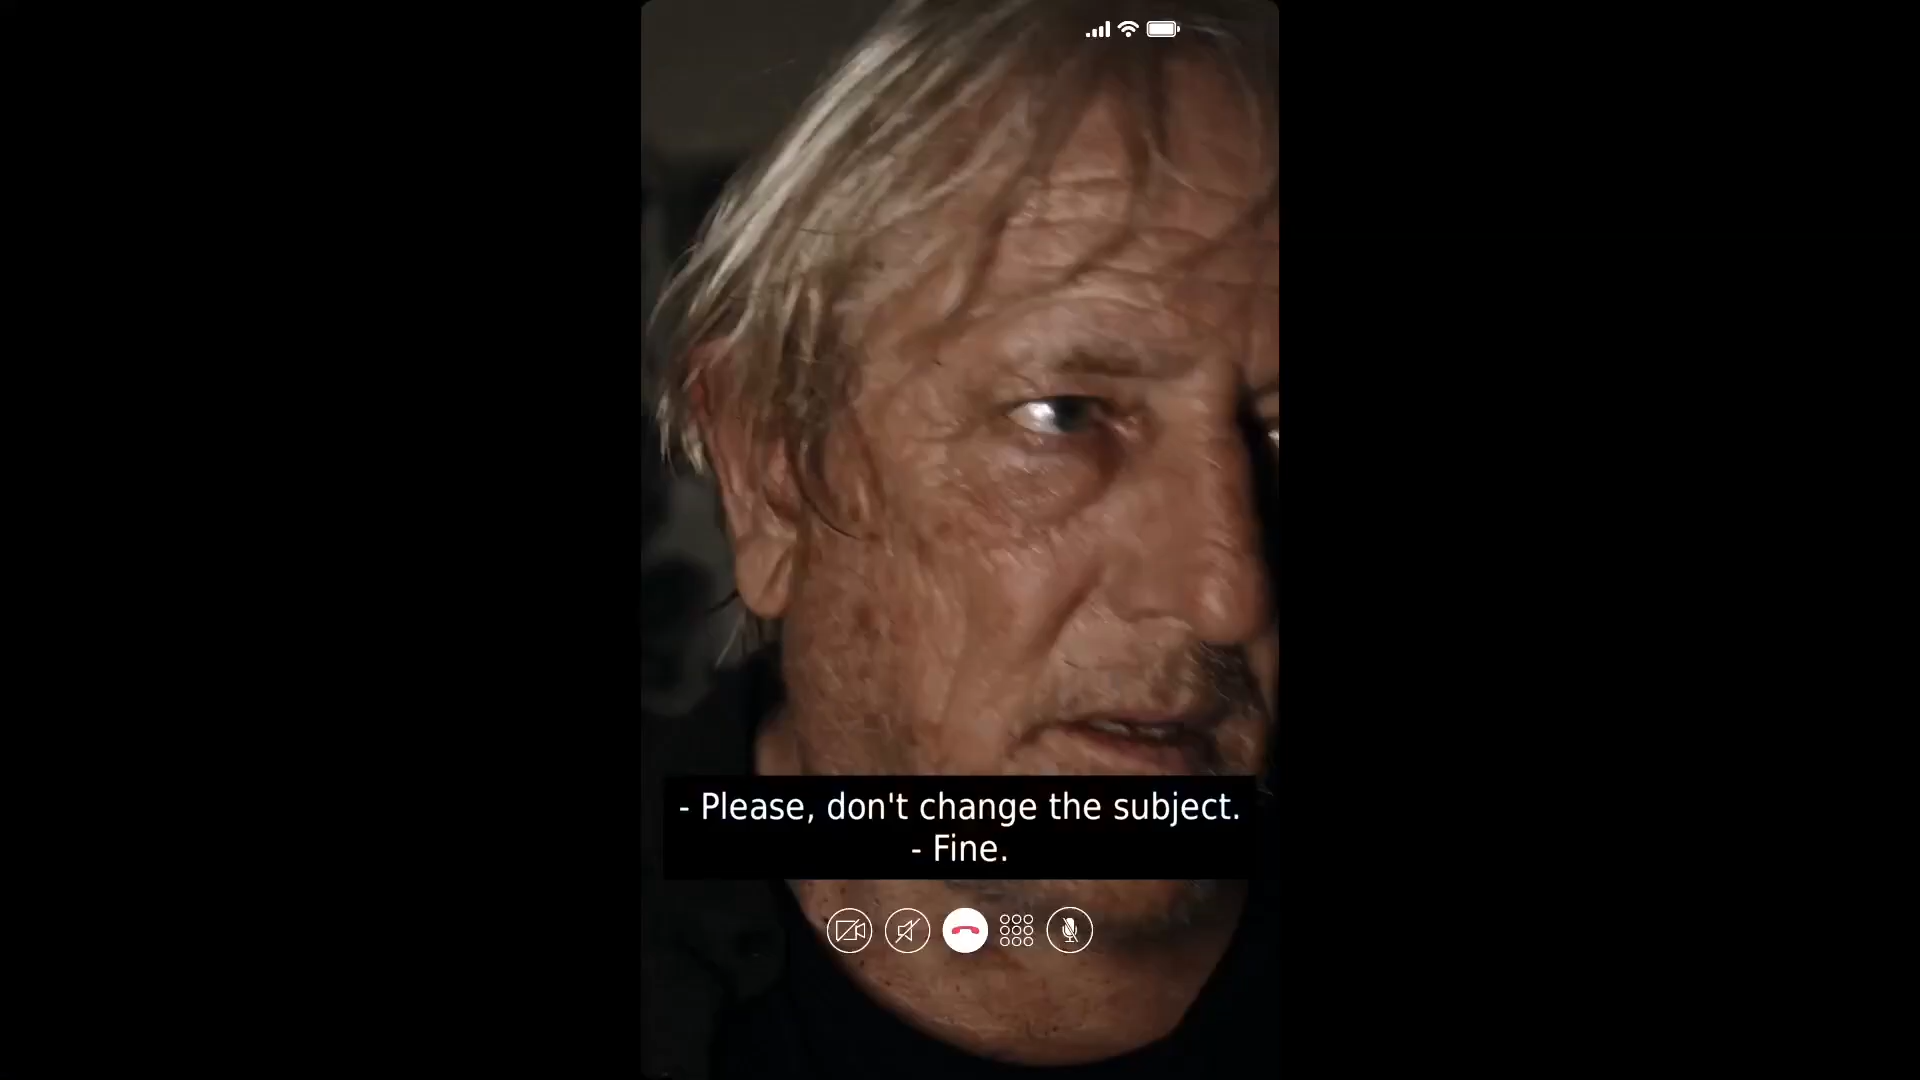 - Please, don't change the subject.
- Fine.